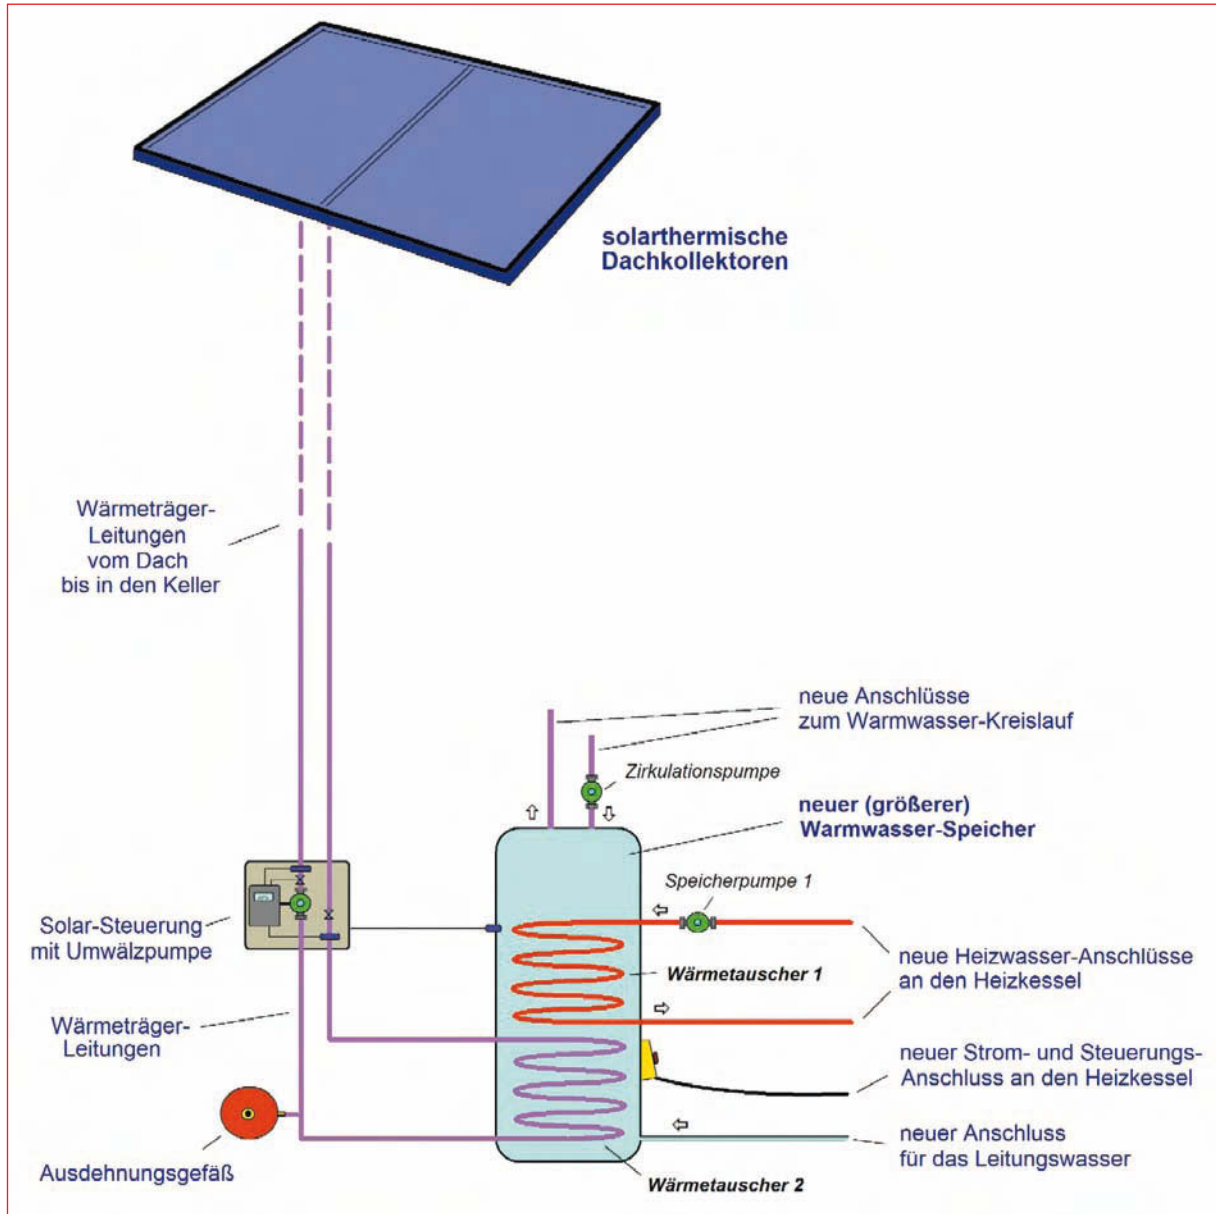 solarthermische
Dachkollektoren
Wärmeträger-
Leitungen
vom Dach
bis in den Keller
neue Anschlüsse
zum Warmwasser-Kreislauf
Zirkulationspumpe
neuer (größerer)
Warmwasser-Speicher
Speicherpumpe 1
Solar-Steuerung
mit Umwälzpumpe
neue Heizwasser-Anschlüsse
an den Heizkessel
Wärmetauscher 1
Wärmeträger-
Leitungen
neuer Strom- und Steuerungs-
Anschluss an den Heizkessel
neuer Anschluss
für das Leitungswasser
Ausdehnungsgefäß
Wärmetauscher 2